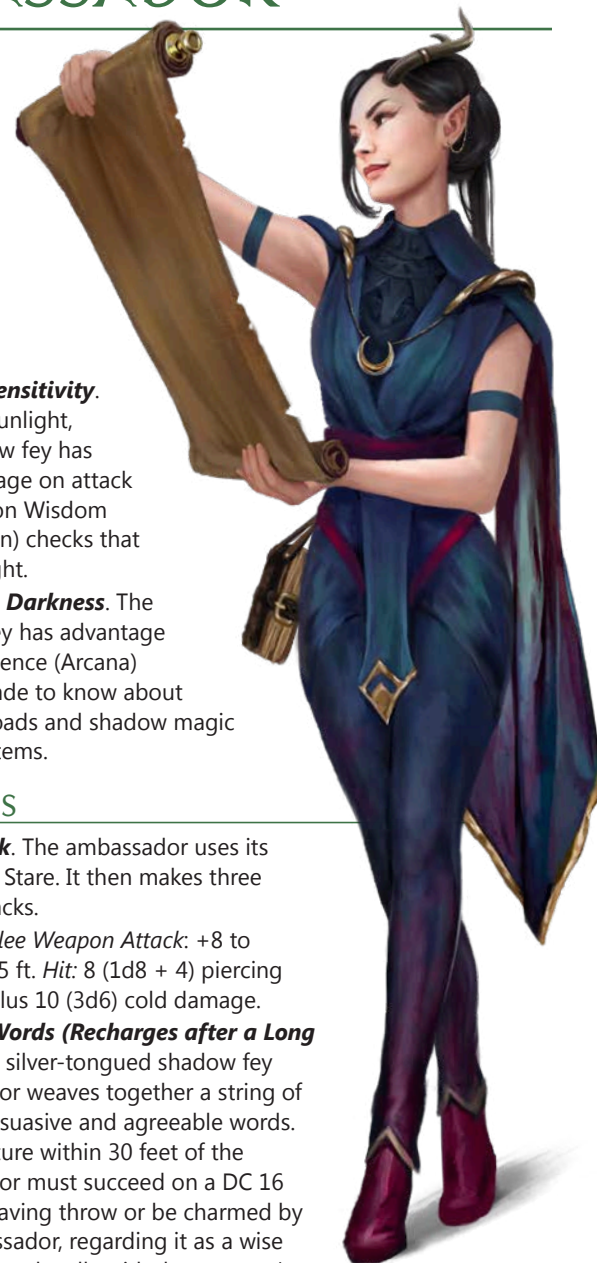 ASSADOR
ensitivity.
unlight,
w fey has
age on attack
on Wisdom
n) checks that
ght.
Darkness. The
ey has advantage
ence (Arcana)
ade to know about
oads and shadow magic
tems.
S
k. The ambassador uses its
Stare. It then makes three
cks.
lee Weapon Attack: +8 to
5 ft. Hit: 8 (1d8 + 4) piercing
lus 10 (3d6) cold damage.
Words (Recharges after a Long
silver-tongued shadow fey
or weaves together a string of
suasive and agreeable words.
ture within 30 feet of the
or must succeed on a DC 16
aving throw or be charmed by
ssador, regarding it as a wise